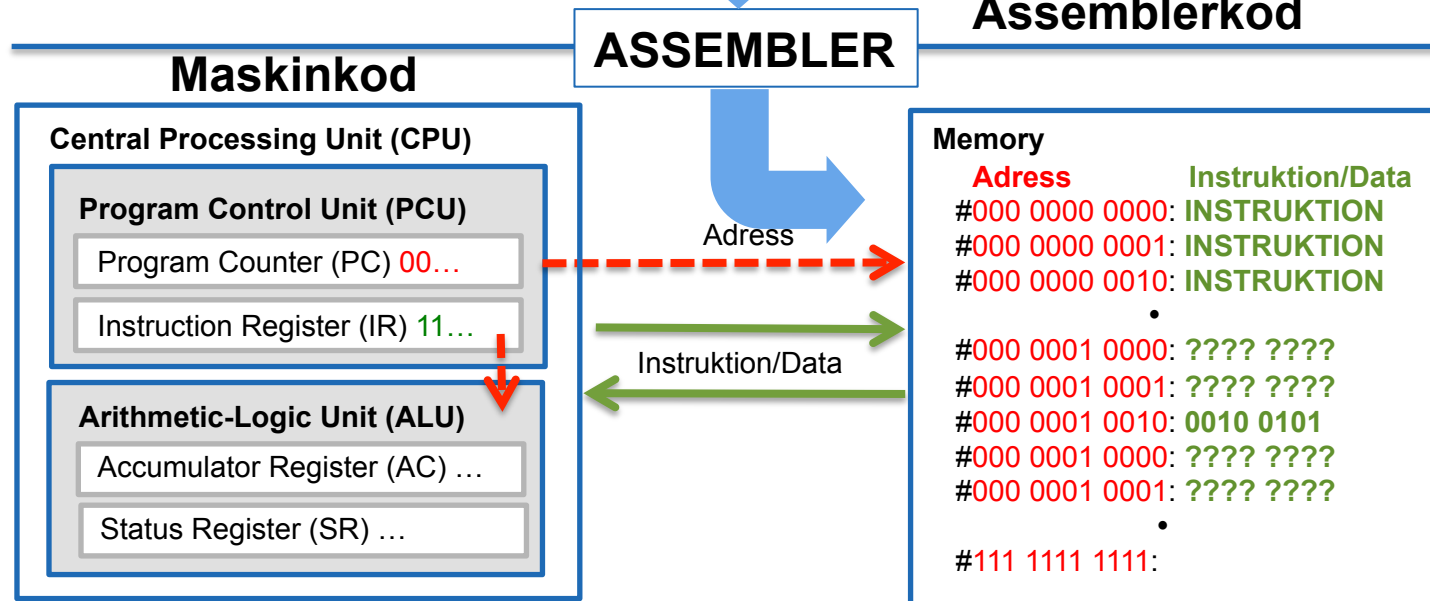 Assemblerkod
ASSEMBLER
Maskinkod
Central Processing Unit (CPU)
Program Control Unit (PCU)
Program Counter (PC) 00…
Instruction Register (IR) 11…
Arithmetic-Logic Unit (ALU)
Accumulator Register (AC) …
Status Register (SR) …
Adress
Instruktion/Data
Memory
Adress Instruktion/Data
#000 0000 0000: INSTRUKTION
#000 0000 0001: INSTRUKTION
#000 0000 0010: INSTRUKTION
•
#000 0001 0000: ???? ????
#000 0001 0001: ???? ????
#000 0001 0010: 0010 0101
#000 0001 0000: ???? ????
#000 0001 0001: ???? ????
•
#111 1111 1111: